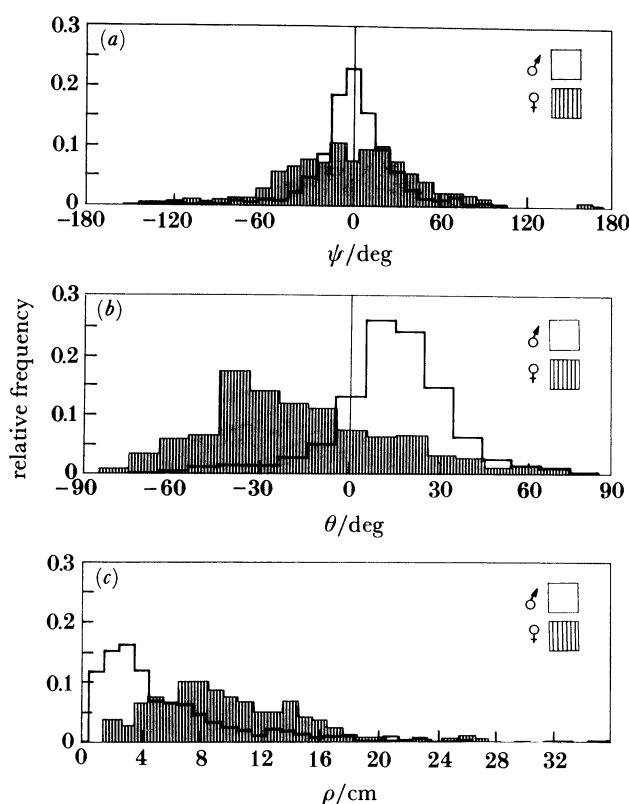 relative frequency
0.3
(a)
♂
0.2
♀
0.1
0
−180 −120 −60 0 60 120 180
ψ/deg
0.3
(b)
♂
0.2
♀
0.1
0
−90 −60 −30 0 30 60 90
θ/deg
0.3
(c)
♂
0.2
♀
0.1
0
0 4 8 12 16 20 24 28 32
ρ/cm